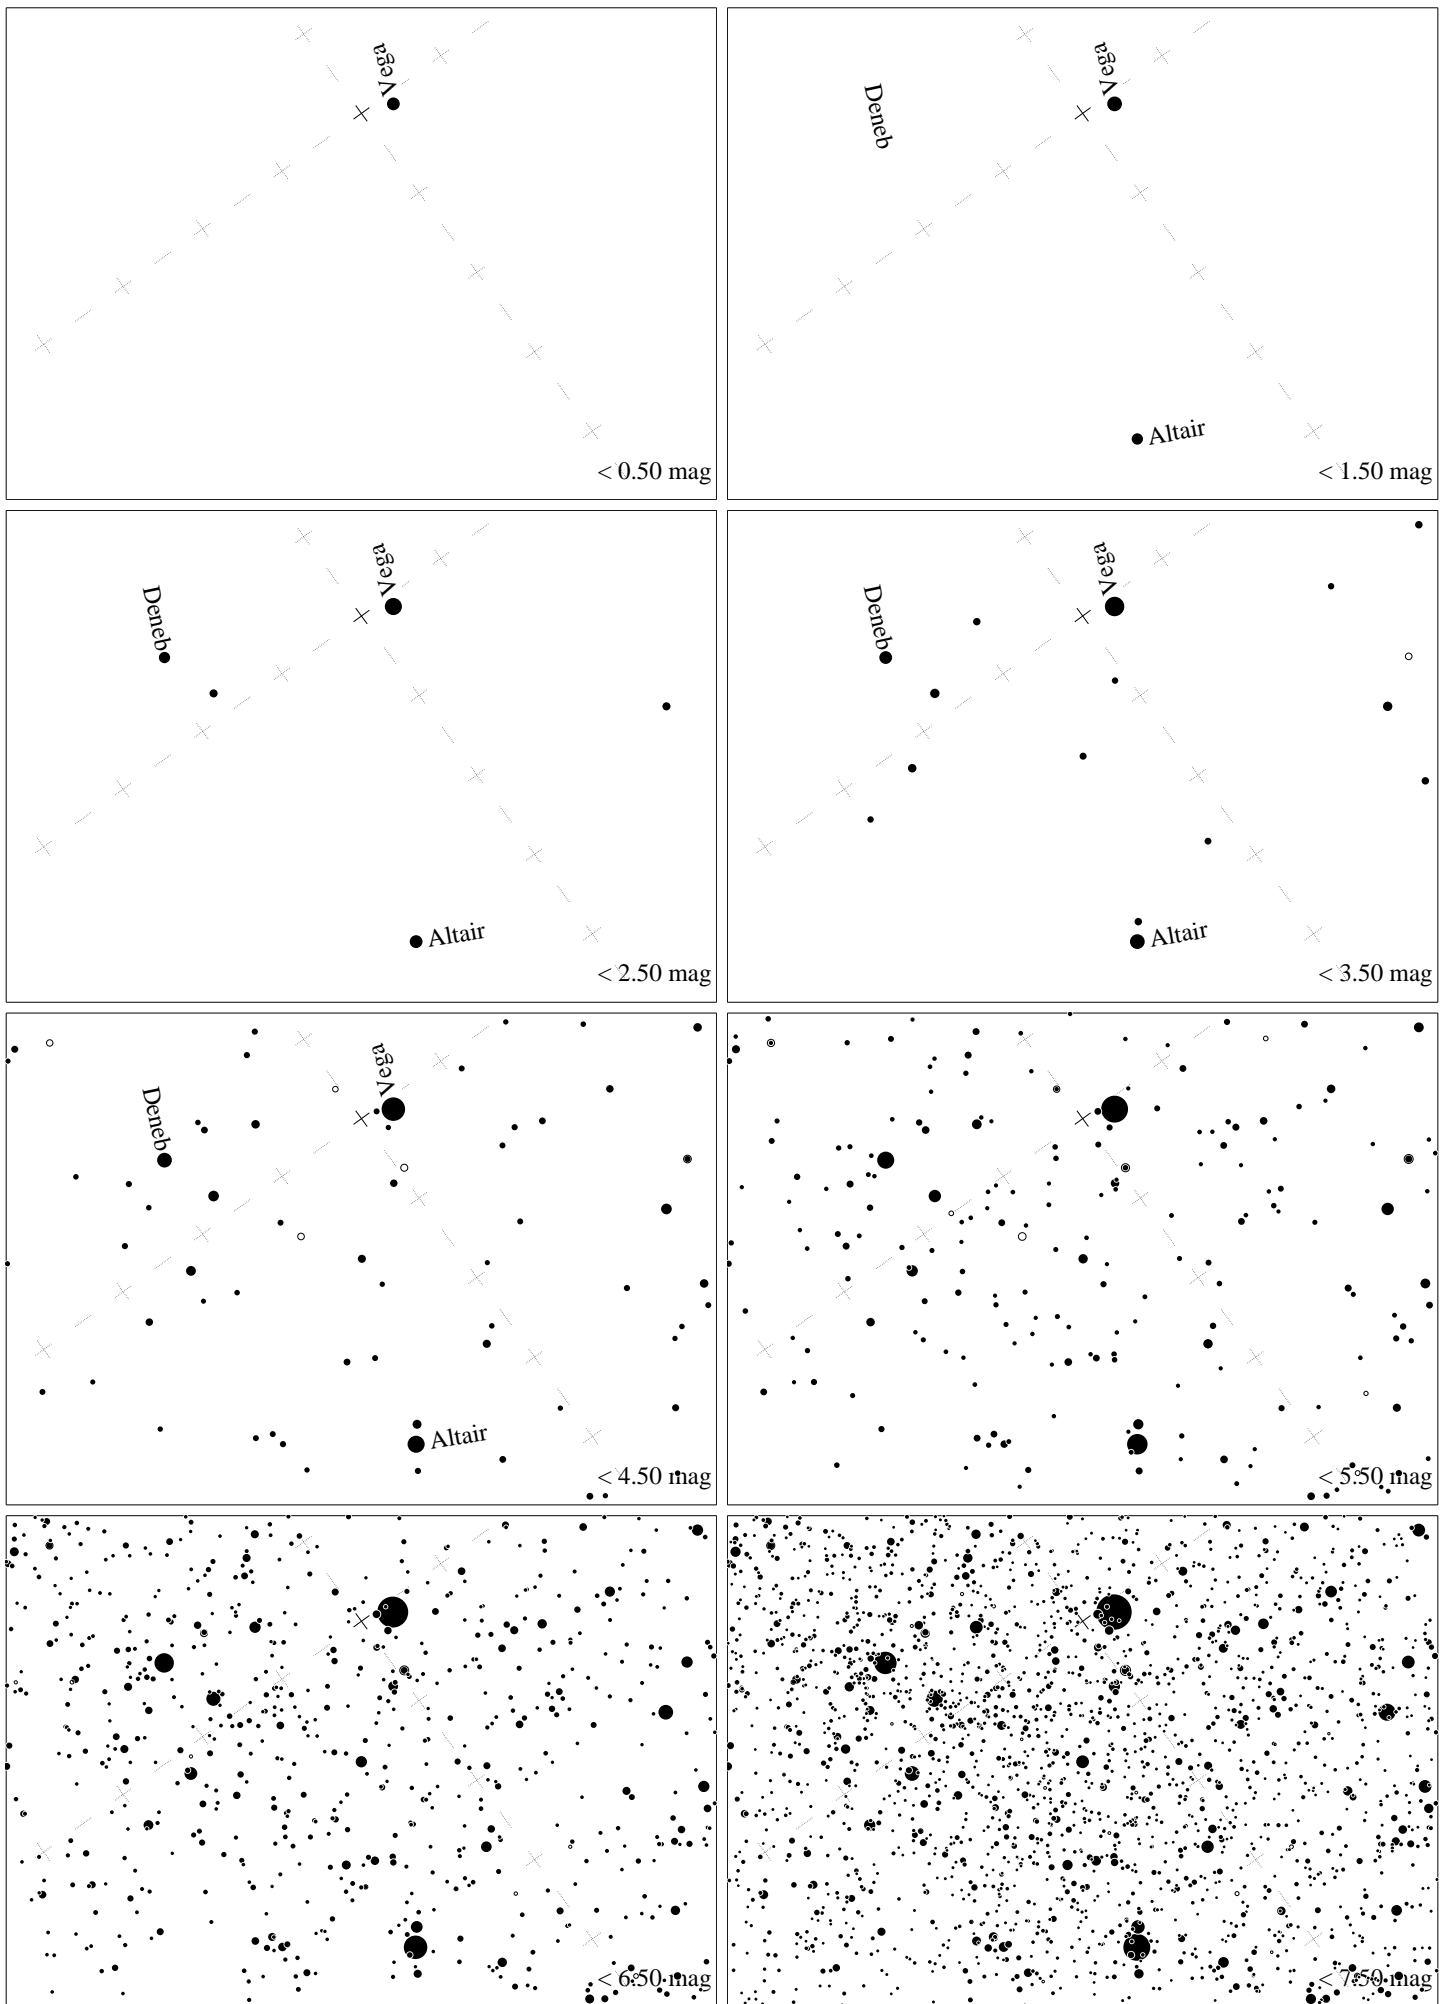 Vega
< 0.50 mag
Deneb
Vega
Altair
< 1.50 mag
Deneb
Vega
Altair
< 2.50 mag
Deneb
Vega
Altair
< 3.50 mag
Deneb
Vega
Altair
< 4.50 mag
< 5.50 mag
< 6.50 mag
< 7.50 mag